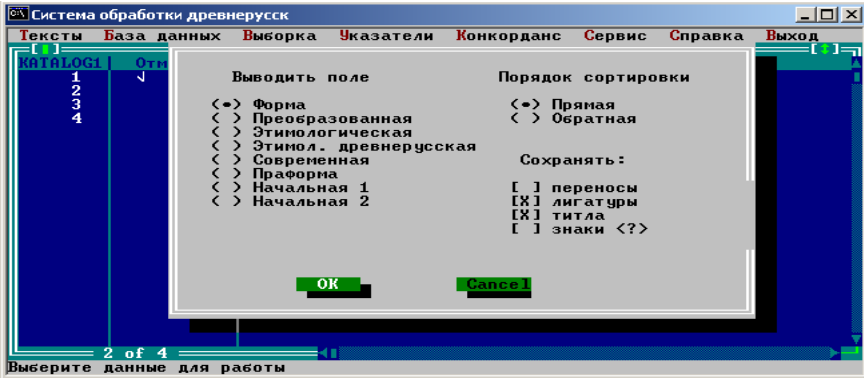 Система обработки древнерусск
Тексты База данных Выборка Указатели Конкорданс Сервис Справка Выход
KATALOG1 Отм
1 √
2
3
4
Выводить поле
(•) Форма
( ) Преобразованная
( ) Этимологическая
( ) Этимол. древнерусская
( ) Современная
( ) Праформа
( ) Начальная 1
( ) Начальная 2
Порядок сортировки
(•) Прямая
( ) Обратная
Сохранять:
[ ] переносы
[X] лигатуры
[X] титла
[ ] знаки <?>
OK Cancel
2 of 4
Выберите данные для работы